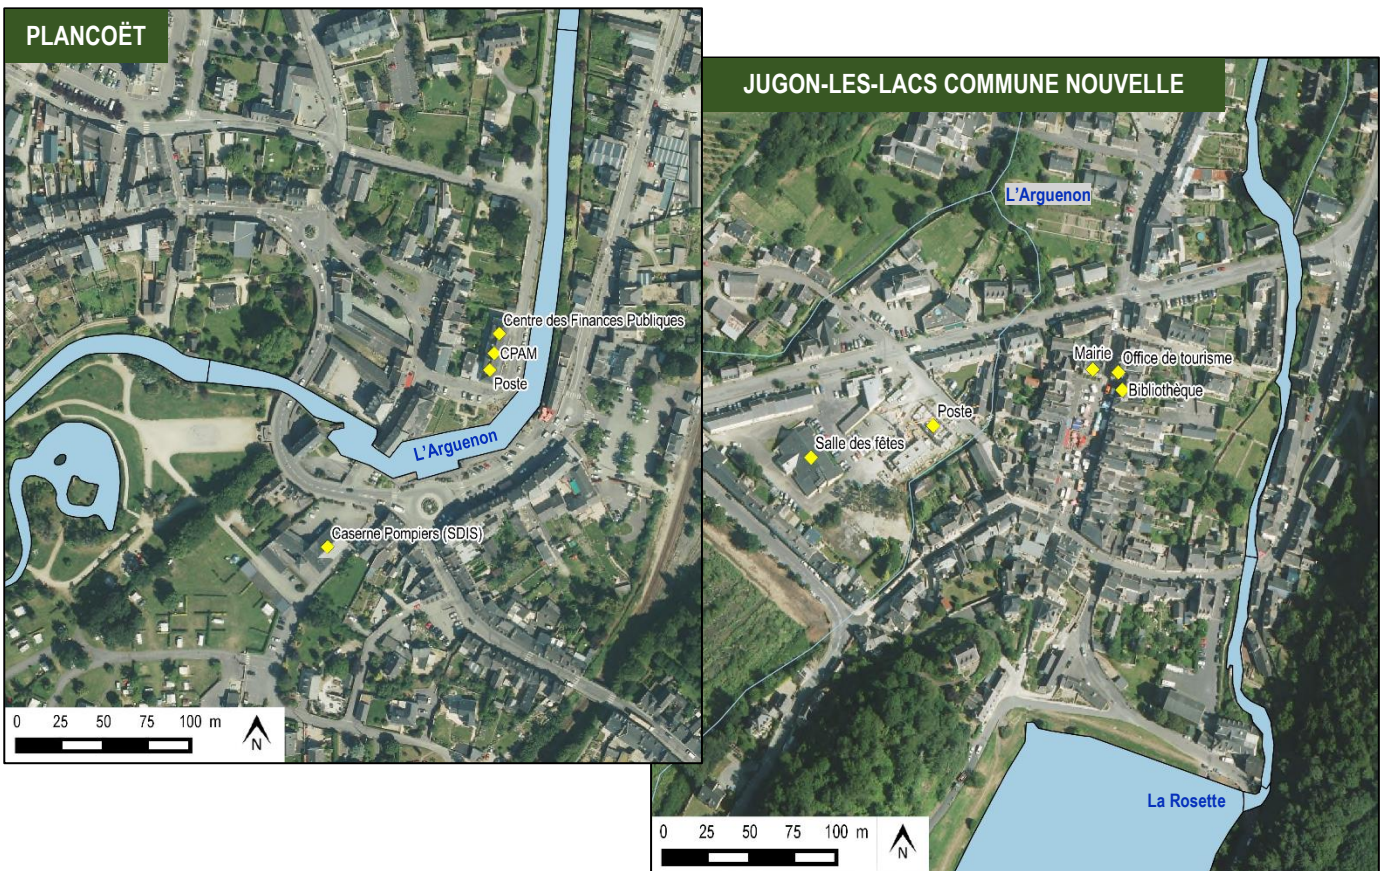 PLANCOËT
Centre des Finances Publiques
CPAM
Poste
L'Arguenon
Caserne Pompiers (SDIS)
0 25 50 75 100 m
N
JUGON-LES-LACS COMMUNE NOUVELLE
L'Arguenon
Mairie
Office de tourisme
Bibliothèque
Poste
Salle des fêtes
La Rosette
0 25 50 75 100 m
N